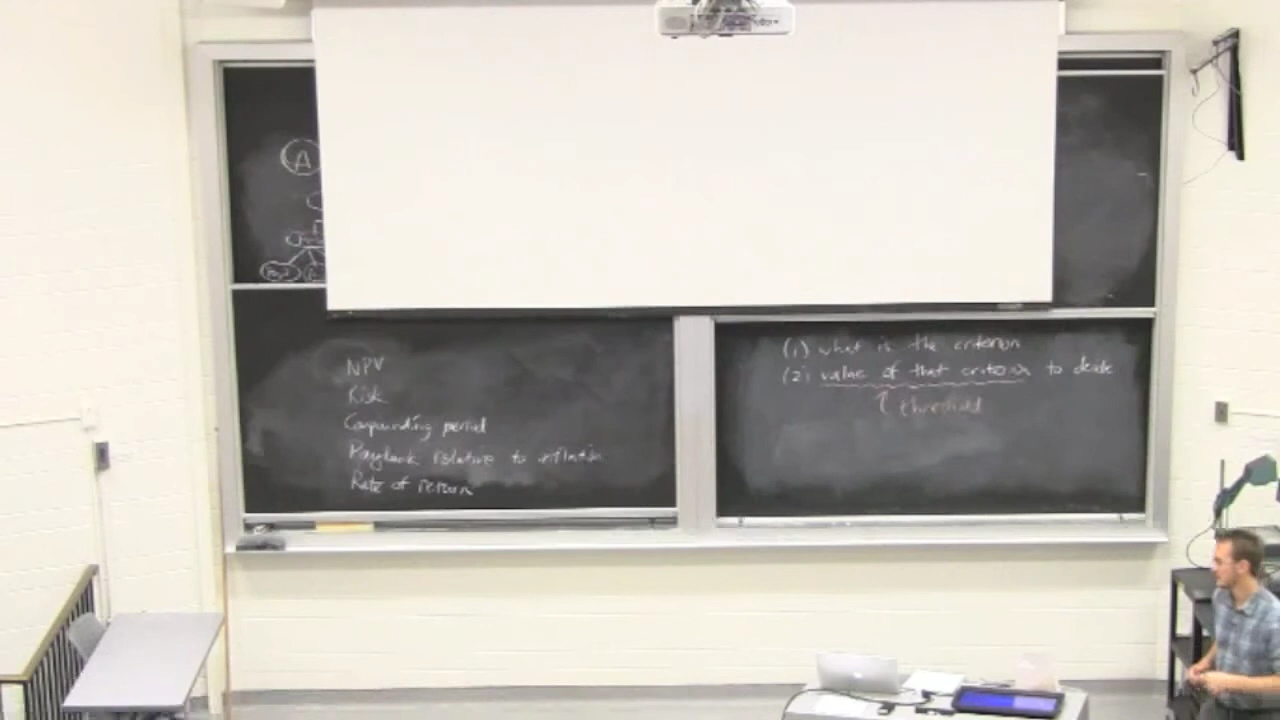 A
NPV
Risk
Compounding period
Payback relative to inflation
Rate of return
(1) what is the criterion
(2) value of that criterion to decide
↑ threshold